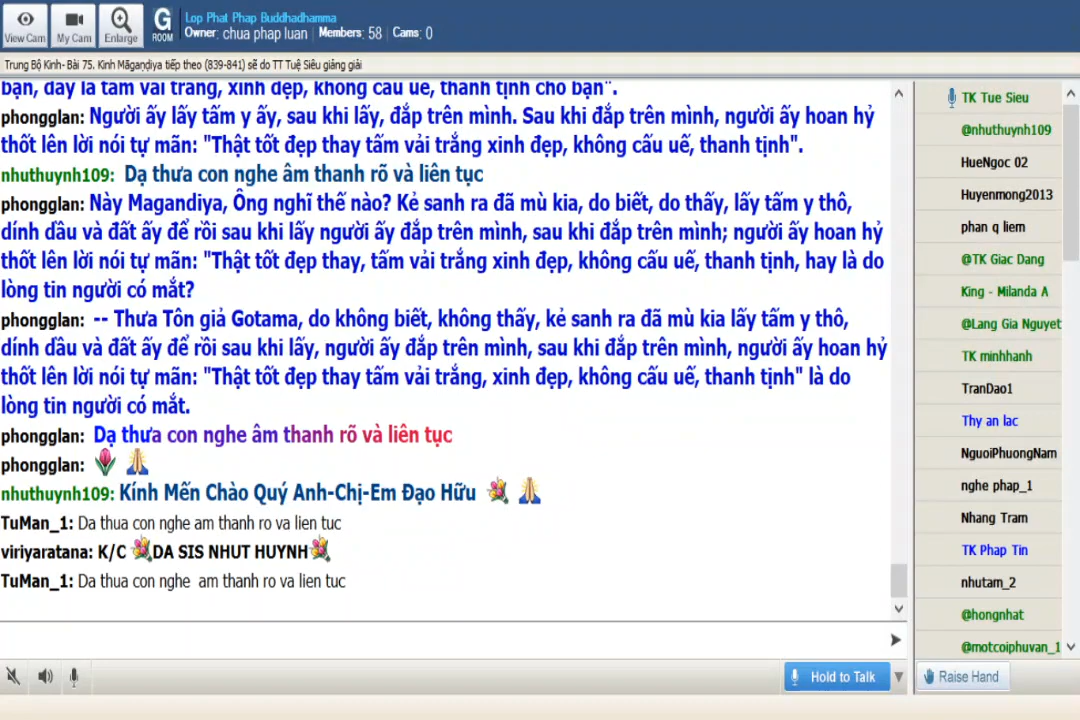 Lop Phat Phap Buddhadhamma
View Cam
My Cam
Enlarge
G
ROOM
Owner: chua phap luan | Members: 58 | Cams: 0
Trung Bộ Kinh- Bài 75. Kinh Māgaṇḍiya tiếp theo (839-841) sẽ do TT Tuệ Siêu giảng giải
bạn, đây là tấm vải trắng, xinh đẹp, không cấu uế, thanh tịnh cho bạn".
phongglan: Người ấy lấy tấm y ấy, sau khi lấy, đắp trên mình. Sau khi đắp trên mình, người ấy hoan hỷ
thốt lên lời nói tự mãn: "Thật tốt đẹp thay tấm vải trắng xinh đẹp, không cấu uế, thanh tịnh".
nhuthuynh109: Dạ thưa con nghe âm thanh rõ và liên tục
phongglan: Này Magandiya, Ông nghĩ thế nào? Kẻ sanh ra đã mù kia, do biết, do thấy, lấy tấm y thô,
dính dầu và đất ấy để rồi sau khi lấy người ấy đắp trên mình, sau khi đắp trên mình; người ấy hoan hỷ
thốt lên lời nói tự mãn: "Thật tốt đẹp thay, tấm vải trắng xinh đẹp, không cấu uế, thanh tịnh, hay là do
lòng tin người có mắt?
phongglan: -- Thưa Tôn giả Gotama, do không biết, không thấy, kẻ sanh ra đã mù kia lấy tấm y thô,
dính dầu và đất ấy để rồi sau khi lấy, người ấy đắp trên mình, sau khi đắp trên mình, người ấy hoan hỷ
thốt lên lời nói tự mãn: "Thật tốt đẹp thay tấm vải trắng, xinh đẹp, không cấu uế, thanh tịnh" là do
lòng tin người có mắt.
phongglan: Dạ thưa con nghe âm thanh rõ và liên tục
phongglan:
nhuthuynh109: Kính Mến Chào Quý Anh-Chị-Em Đạo Hữu
TuMan_1: Da thua con nghe am thanh ro va lien tuc
viriyaratana: K/C DA SIS NHUT HUYNH
TuMan_1: Da thua con nghe am thanh ro va lien tuc
TK Tue Sieu
@nhuthuynh109
HueNgoc 02
Huyenmong2013
phan q liem
@TK Giac Dang
King - Milanda A
@Lang Gia Nguyet
TK minhhanh
TranDao1
Thy an lac
NguoiPhuongNam
nghe phap_1
Nhang Tram
TK Phap Tin
nhutam_2
@hongnhat
@motcoiphuvan_1
Hold to Talk
Raise Hand